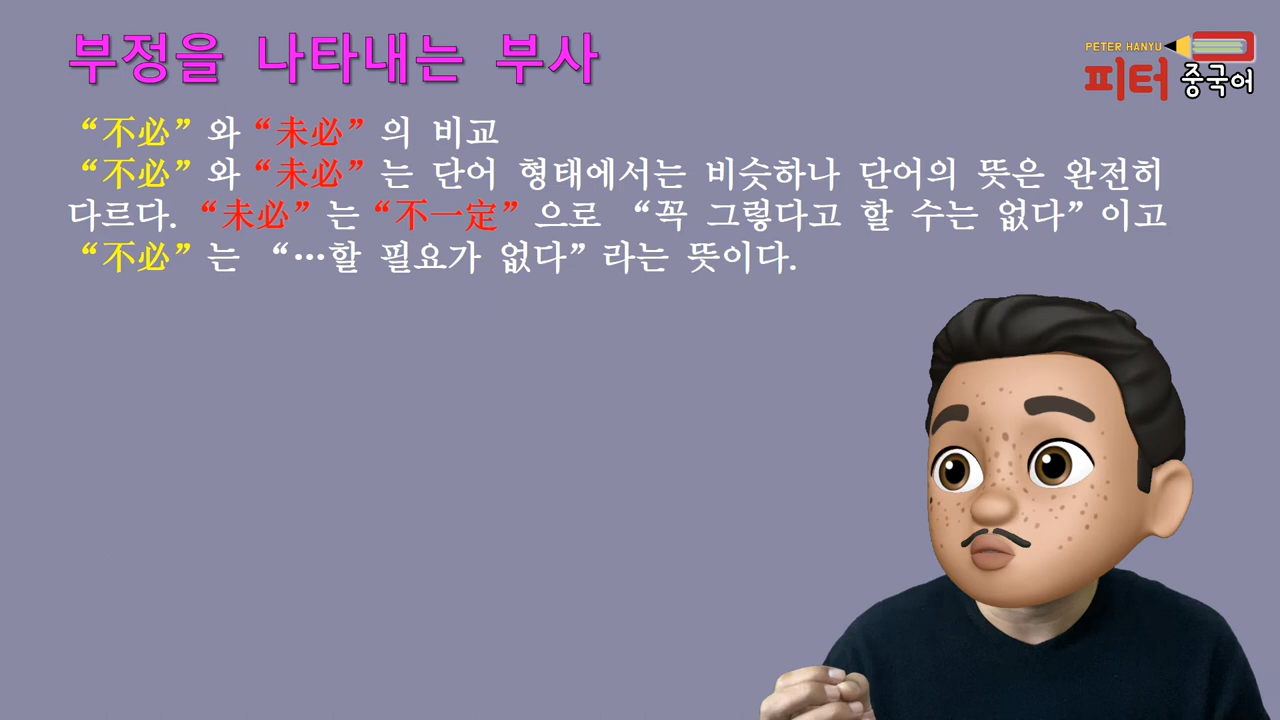 부정을 나타내는 부사
PETER HANYU
피터 중국어
“不必” 와 “未必” 의 비교
“不必” 와 “未必” 는 단어 형태에서는 비슷하나 단어의 뜻은 완전히
다르다. “未必” 는 “不一定” 으로 “꼭 그렇다고 할 수는 없다” 이고
“不必” 는 “…할 필요가 없다” 라는 뜻이다.